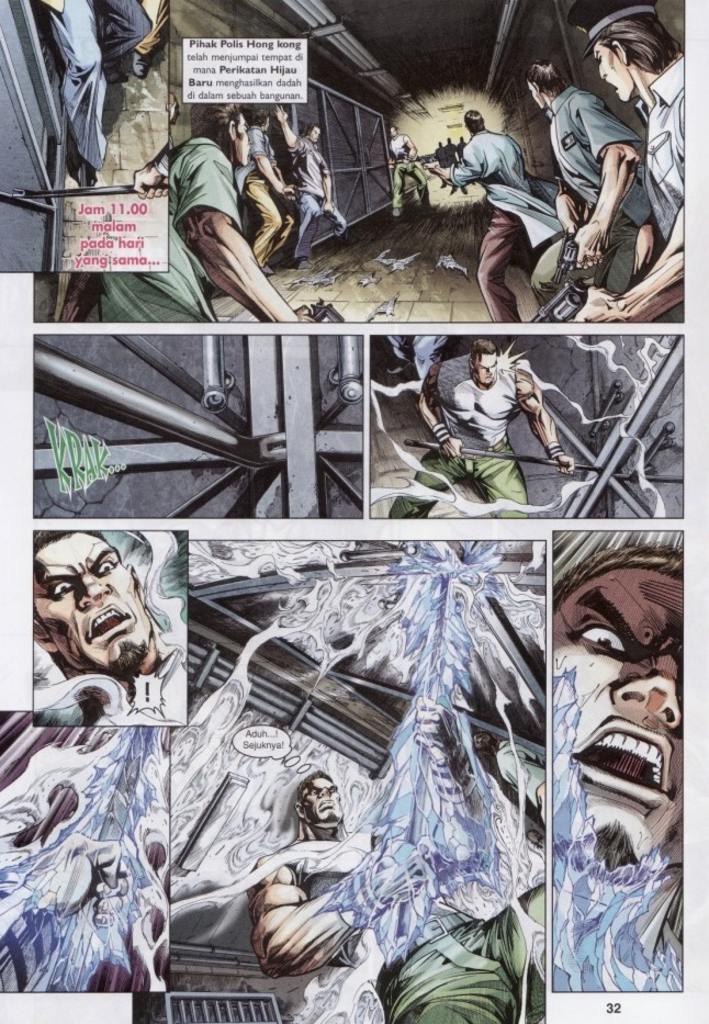 Pihak Polis Hong kong
telah menjumpai tempat di
mana Perikatan Hijau
Baru menghasilkan dadah
di dalam sebuah bangunan.
Jam 11.00
malam
pada hari
yang sama...
KRAK...
!
Aduh...!
Sejuknya!
32